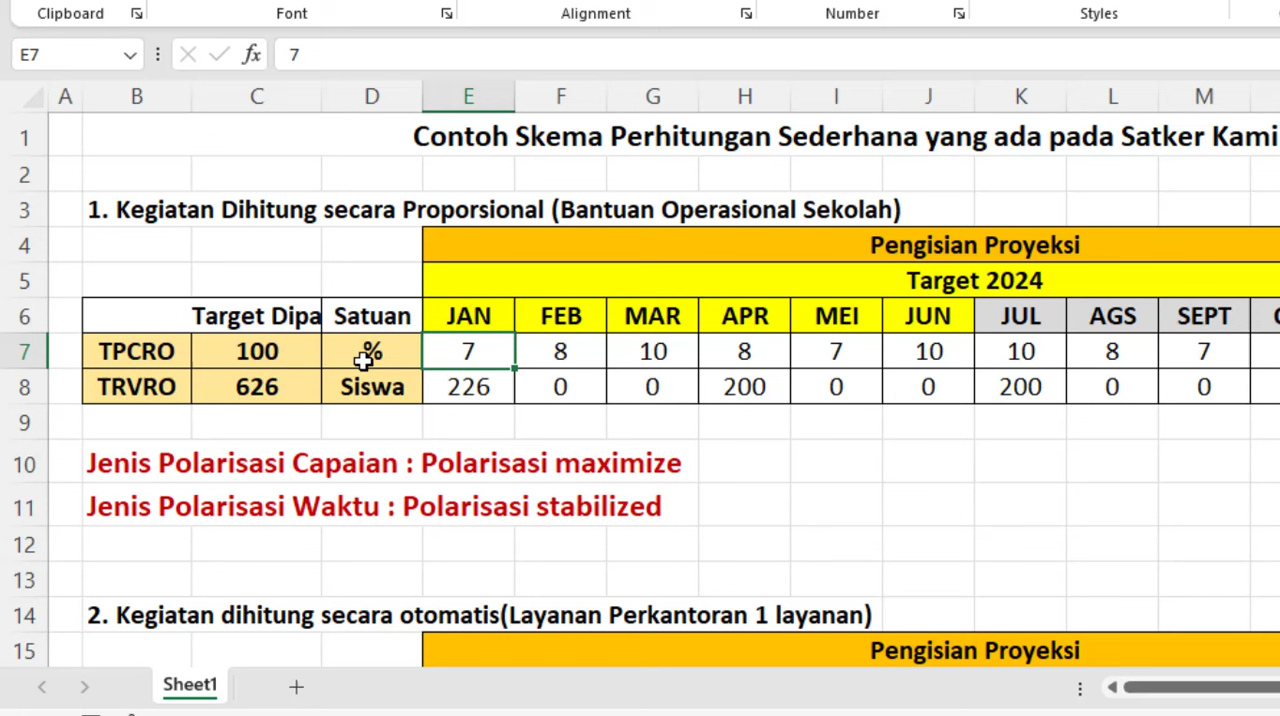 Clipboard Font Alignment Number Styles
E7 fx 7
A B C D E F G H I J K L M
1 Contoh Skema Perhitungan Sederhana yang ada pada Satker Kami
2
3 1. Kegiatan Dihitung secara Proporsional (Bantuan Operasional Sekolah)
4 Pengisian Proyeksi
5 Target 2024
6 Target Dipa Satuan JAN FEB MAR APR MEI JUN JUL AGS SEPT
7 TPCRO 100 % 7 8 10 8 7 10 10 8 7
8 TRVRO 626 Siswa 226 0 0 200 0 0 200 0 0
9
10 Jenis Polarisasi Capaian : Polarisasi maximize
11 Jenis Polarisasi Waktu : Polarisasi stabilized
12
13
14 2. Kegiatan dihitung secara otomatis(Layanan Perkantoran 1 layanan)
15 Pengisian Proyeksi
Sheet1